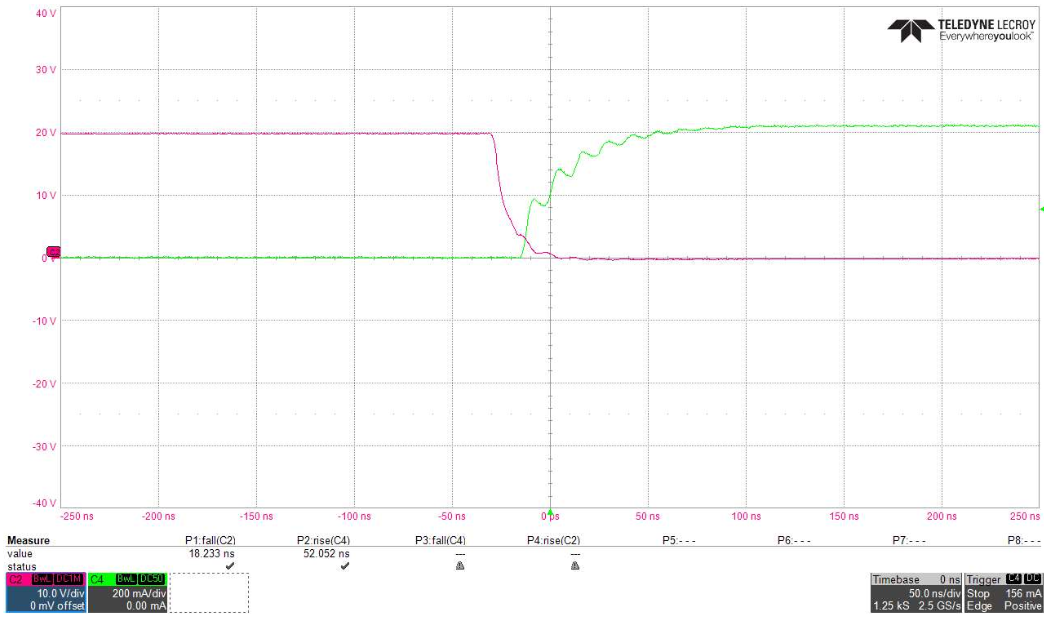 40 V
TELEDYNE LECROY
Everywhereyoulook™
30 V
20 V
10 V
-10 V
-20 V
-30 V
-40 V
-250 ns -200 ns -150 ns -100 ns -50 ns 0 ps 50 ns 100 ns 150 ns 200 ns 250 ns
Measure P1:fall(C2) P2:rise(C4) P3:fall(C4) P4:rise(C2) P5:- - - P6:- - - P7:- - - P8:- - -
value 18.233 ns 52.052 ns --- ---
status
C2 BwL DC1M C4 BwL DC50 Timebase 0 ns Trigger C4 DC
10.0 V/div 200 mA/div 50.0 ns/div Stop 156 mA
0 mV offset 0.00 mA 1.25 kS 2.5 GS/s Edge Positive